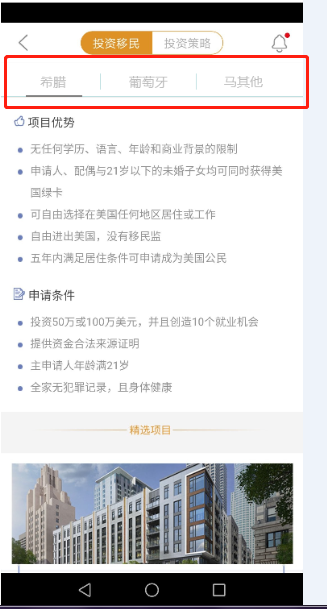 投资移民 投资策略
希腊 葡萄牙 马其他
项目优势
无任何学历、语言、年龄和商业背景的限制
申请人、配偶与21岁以下的未婚子女均可同时获得美
国绿卡
可自由选择在美国任何地区居住或工作
自由进出美国，没有移民监
五年内满足居住条件可申请成为美国公民
申请条件
投资50万或100万美元，并且创造10个就业机会
提供资金合法来源证明
主申请人年龄满21岁
全家无犯罪记录，且身体健康
精选项目